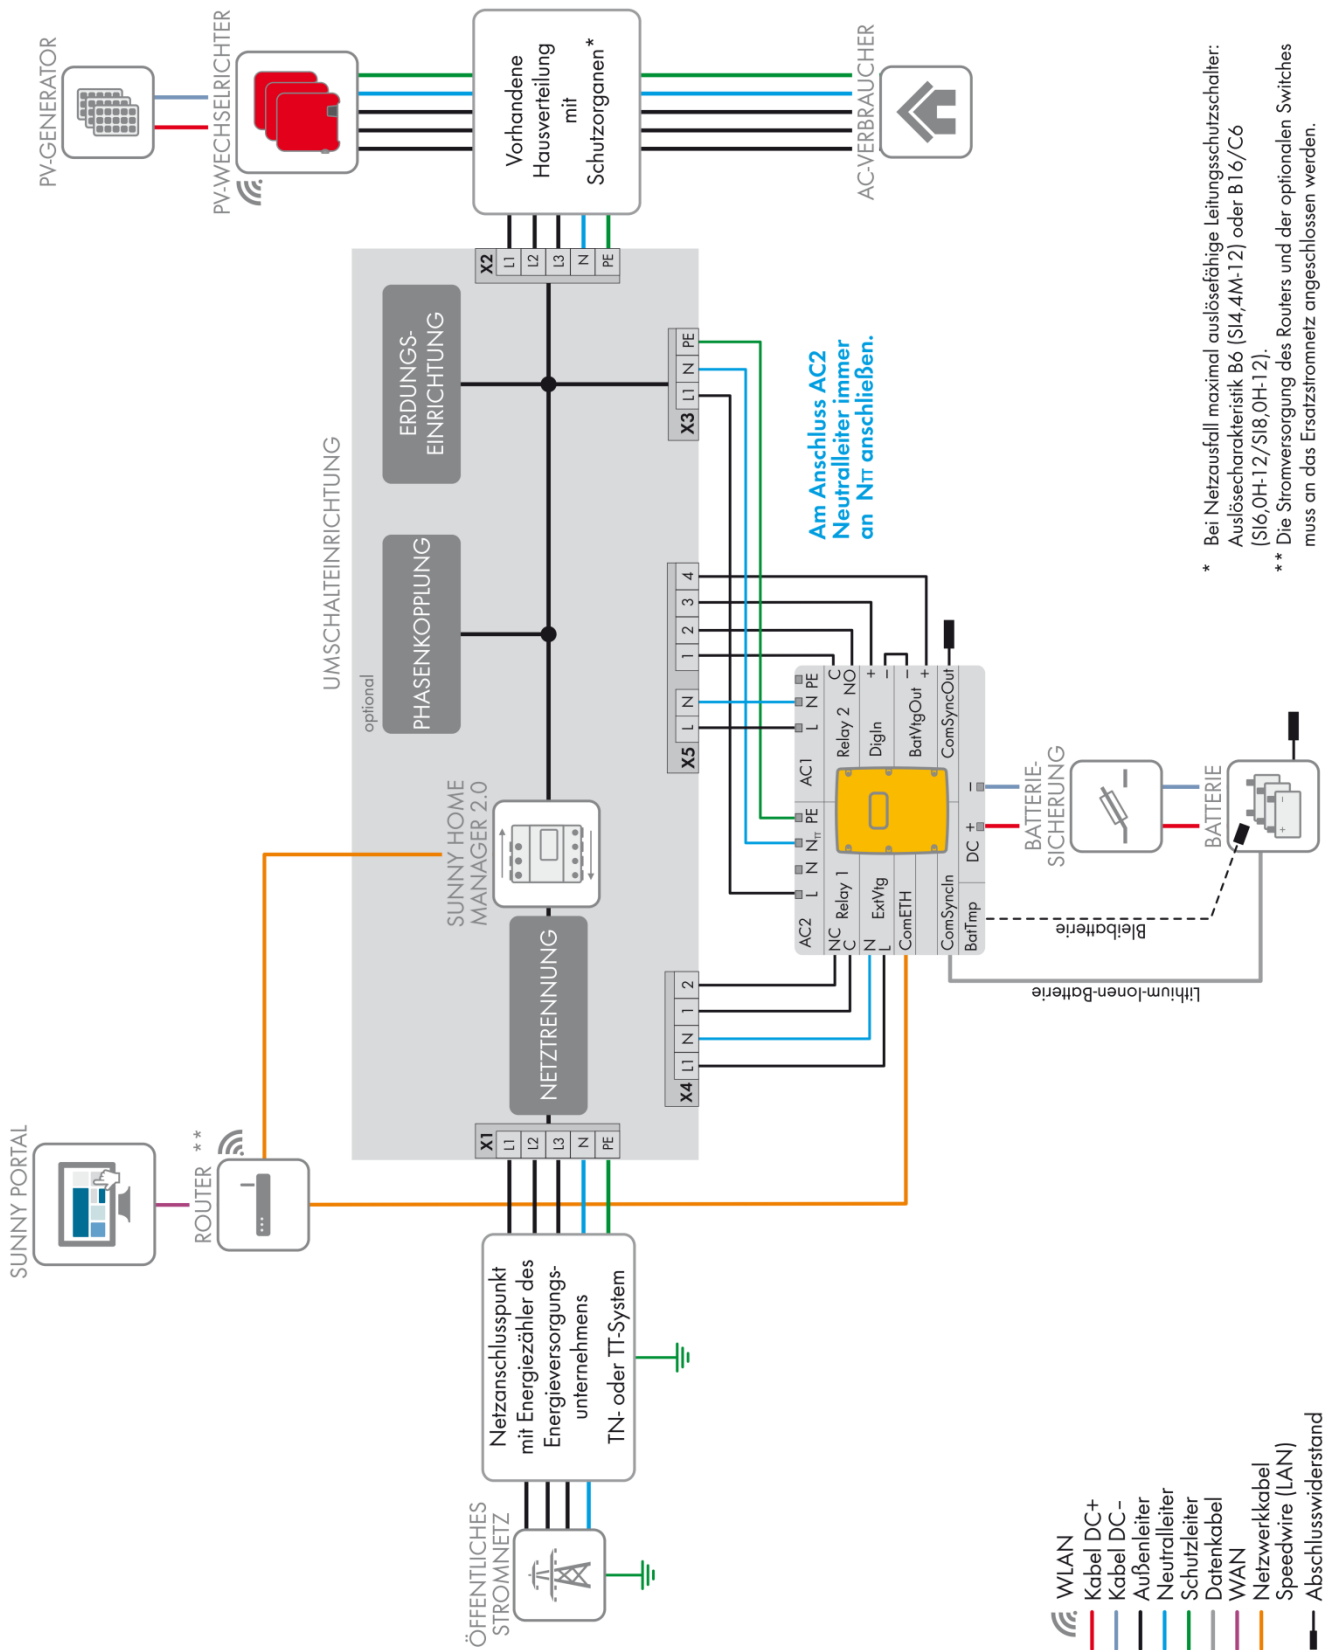 SUNNY PORTAL
ROUTER **
ÖFFENTLICHES
STROMNETZ
Netzanschlusspunkt
mit Energiezähler des
Energieversorgungs-
unternehmens
TN- oder TT-System
UMSCHALTEINRICHTUNG
X1
L1
L2
L3
N
PE
NETZTRENNUNG
SUNNY HOME
MANAGER 2.0
optional
PHASENKOPPLUNG
ERDUNGS-
EINRICHTUNG
X2
L1
L2
L3
N
PE
X4 L1 N 1 2
X5 L N 1 2 3 4
X3 L1 N PE
PV-GENERATOR
PV-WECHSELRICHTER
Vorhandene
Hausverteilung
mit
Schutzorganen*
AC-VERBRAUCHER
Am Anschluss AC2
Neutralleiter immer
an NTT anschließen.
AC2 L N NTT PE
AC1 L N PE
NC
C
Relay 1
Relay 2
C
NO
N
L
ExtVtg
DigIn
+
−
ComETH
BatVtgOut
−
+
ComSyncIn
ComSyncOut
BatTmp
DC + −
Bleibatterie
Lithium-Ionen-Batterie
BATTERIE-
SICHERUNG
BATTERIE
+ −
WLAN
Kabel DC+
Kabel DC−
Außenleiter
Neutralleiter
Schutzleiter
Datenkabel
WAN
Netzwerkkabel
Speedwire (LAN)
Abschlusswiderstand
* Bei Netzausfall maximal auslösefähige Leitungsschutzschalter:
Auslösecharakteristik B6 (SI4,4M-12) oder B16/C6
(SI6,0H-12/SI8,0H-12).
** Die Stromversorgung des Routers und der optionalen Switches
muss an das Ersatzstromnetz angeschlossen werden.